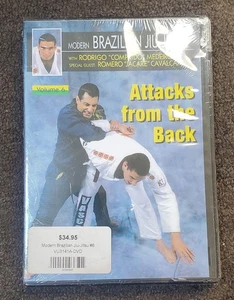 MODERN BRAZILIAN JIU
WITH RODRIGO "COMPRIDO" MEDEIROS
SPECIAL GUEST: ROMERO "JACARE" CAVALCANTI
Volume 6
Attacks
from the
Back
$34.95
Modern Brazilian Jiu-Jitsu #6